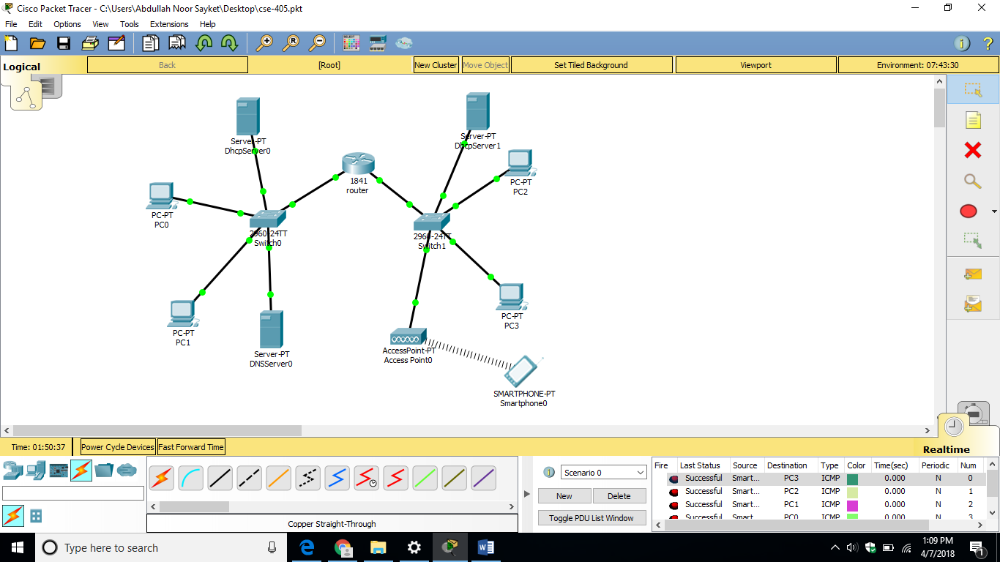 Cisco Packet Tracer - C:\Users\Abdullah Noor Sayket\Desktop\cse-405.pkt
File Edit Options View Tools Extensions Help
Logical Back [Root] New Cluster Move Object Set Tiled Background Viewport Environment: 07:43:30
Server-PT
DhcpServer0
Server-PT
DhcpServer1
1841
router
PC-PT
PC2
PC-PT
PC0
2960-24TT
Switch0
2960-24TT
Switch1
PC-PT
PC3
PC-PT
PC1
Server-PT
DNSServer0
AccessPoint-PT
Access Point0
SMARTPHONE-PT
Smartphone0
Time: 01:50:37 Power Cycle Devices Fast Forward Time
Realtime
Copper Straight-Through
Scenario 0
New Delete
Toggle PDU List Window
Fire Last Status Source Destination Type Color Time(sec) Periodic Num
Successful Smart... PC3 ICMP 0.000 N 0
Successful Smart... PC2 ICMP 0.000 N 1
Successful Smart... PC1 ICMP 0.000 N 2
Successful Smart... PC0 ICMP 0.000 N 3
Type here to search
1:09 PM
4/7/2018
1